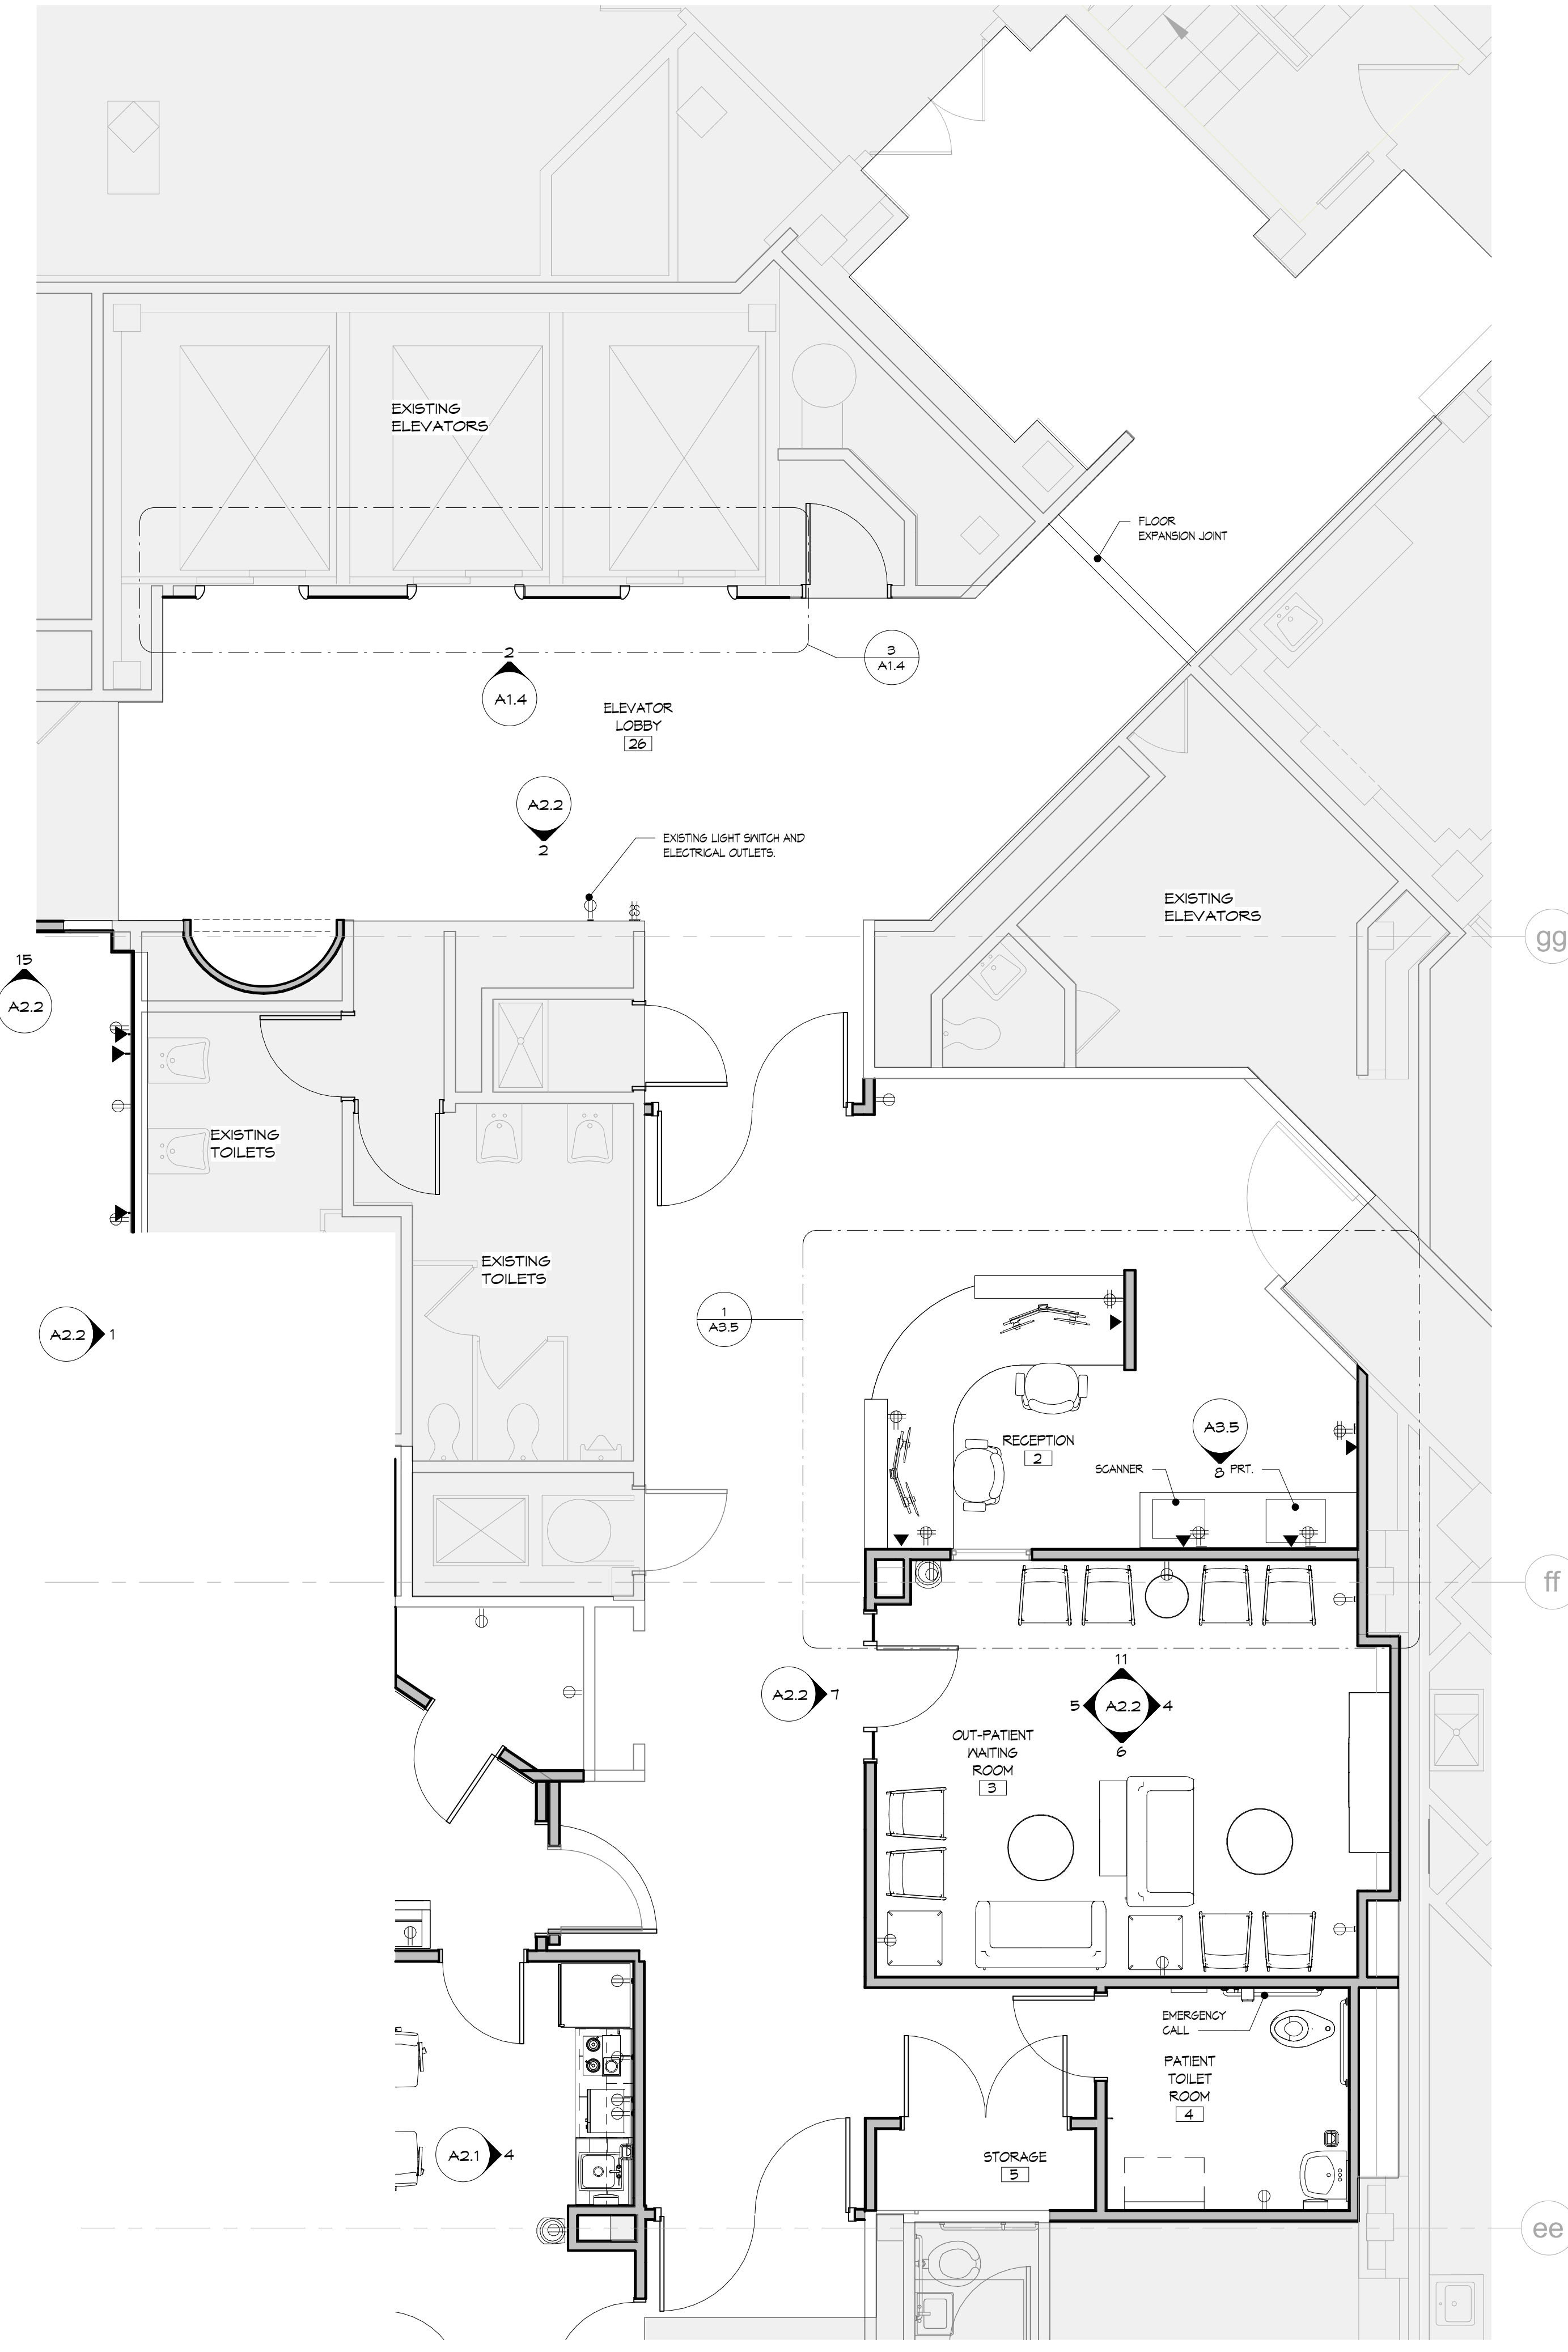 EXISTING
ELEVATORS
FLOOR
EXPANSION JOINT
3
A1.4
2
A1.4
ELEVATOR
LOBBY
26
A2.2
2
EXISTING LIGHT SWITCH AND
ELECTRICAL OUTLETS.
EXISTING
ELEVATORS
gg
15
A2.2
EXISTING
TOILETS
EXISTING
TOILETS
1
A3.5
A2.2 1
A3.5
8
RECEPTION
2
SCANNER
PRT.
ff
A2.2 7
11
5 A2.2 4
6
OUT-PATIENT
WAITING
ROOM
3
EMERGENCY
CALL
PATIENT
TOILET
ROOM
4
A2.1 4
STORAGE
5
ee